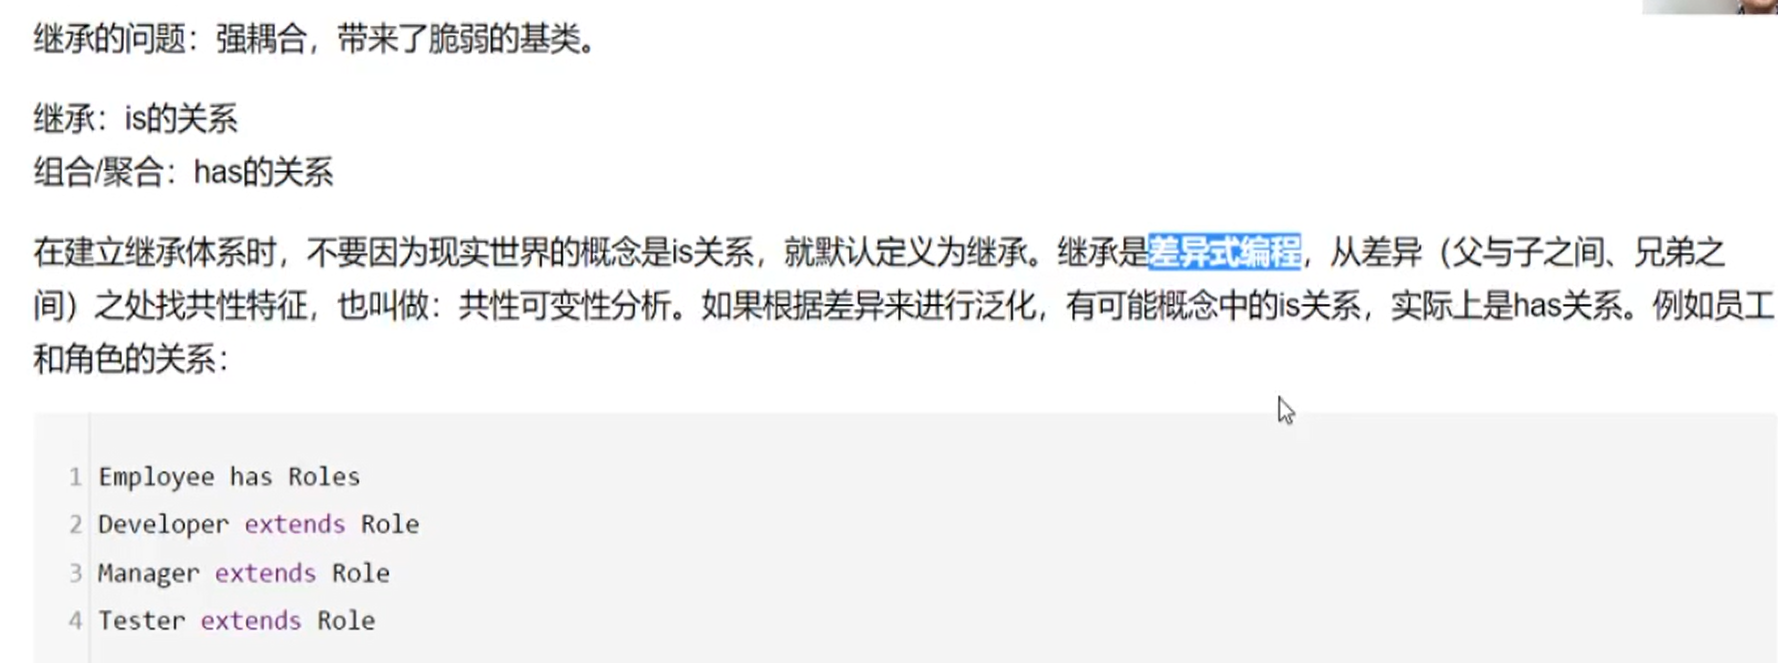 继承的问题：强耦合，带来了脆弱的基类。
继承：is的关系
组合/聚合：has的关系
在建立继承体系时，不要因为现实世界的概念是is关系，就默认定义为继承。继承是差异式编程，从差异（父与子之间、兄弟之
间）之处找共性特征，也叫做：共性可变性分析。如果根据差异来进行泛化，有可能概念中的is关系，实际上是has关系。例如员工
和角色的关系：
1 Employee has Roles
2 Developer extends Role
3 Manager extends Role
4 Tester extends Role